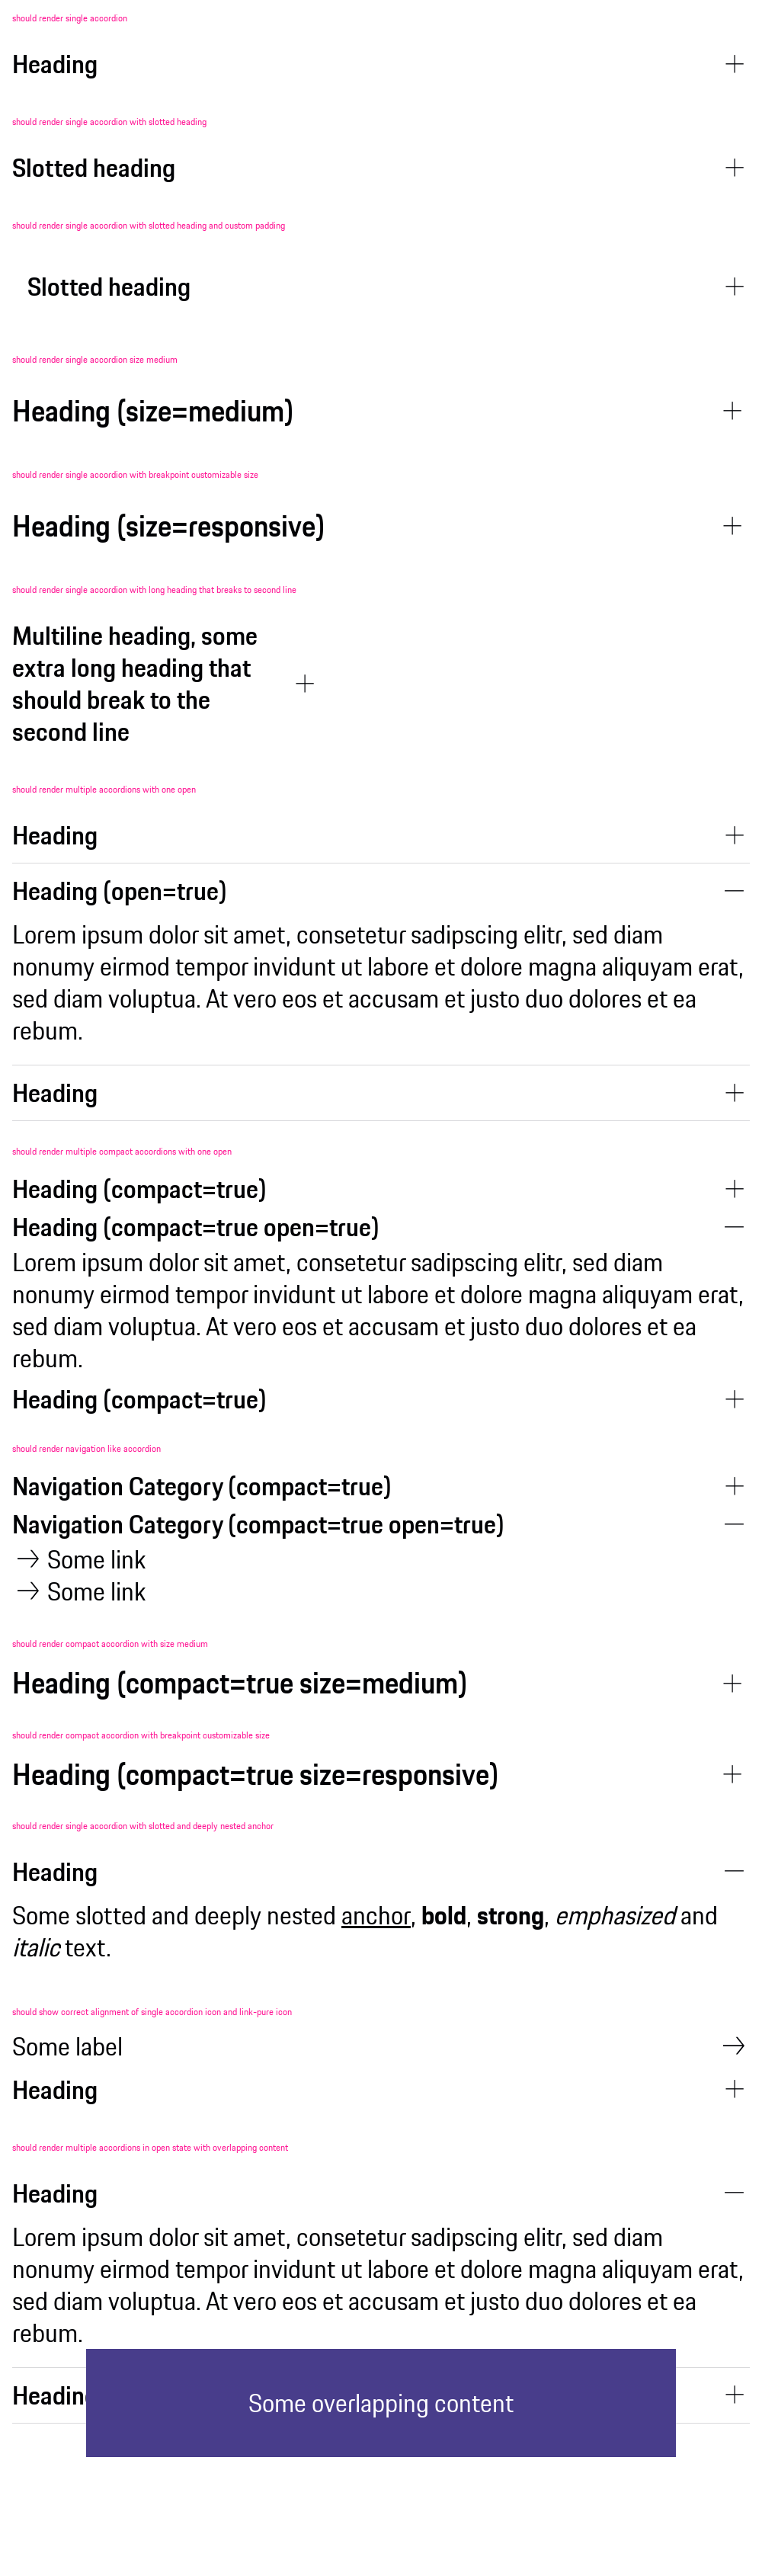 should render single accordion
Heading
should render single accordion with slotted heading
Slotted heading
should render single accordion with slotted heading and custom padding
Slotted heading
should render single accordion size medium
Heading (size=medium)
should render single accordion with breakpoint customizable size
Heading (size=responsive)
should render single accordion with long heading that breaks to second line
Multiline heading, some
extra long heading that
should break to the
second line
should render multiple accordions with one open
Heading
Heading (open=true)
Lorem ipsum dolor sit amet, consetetur sadipscing elitr, sed diam
nonumy eirmod tempor invidunt ut labore et dolore magna aliquyam erat,
sed diam voluptua. At vero eos et accusam et justo duo dolores et ea
rebum.
Heading
should render multiple compact accordions with one open
Heading (compact=true)
Heading (compact=true open=true)
Lorem ipsum dolor sit amet, consetetur sadipscing elitr, sed diam
nonumy eirmod tempor invidunt ut labore et dolore magna aliquyam erat,
sed diam voluptua. At vero eos et accusam et justo duo dolores et ea
rebum.
Heading (compact=true)
should render navigation like accordion
Navigation Category (compact=true)
Navigation Category (compact=true open=true)
Some link
Some link
should render compact accordion with size medium
Heading (compact=true size=medium)
should render compact accordion with breakpoint customizable size
Heading (compact=true size=responsive)
should render single accordion with slotted and deeply nested anchor
Heading
Some slotted and deeply nested anchor, bold, strong, emphasized and
italic text.
should show correct alignment of single accordion icon and link-pure icon
Some label
Heading
should render multiple accordions in open state with overlapping content
Heading
Lorem ipsum dolor sit amet, consetetur sadipscing elitr, sed diam
nonumy eirmod tempor invidunt ut labore et dolore magna aliquyam erat,
sed diam voluptua. At vero eos et accusam et justo duo dolores et ea
rebum.
Heading
Some overlapping content